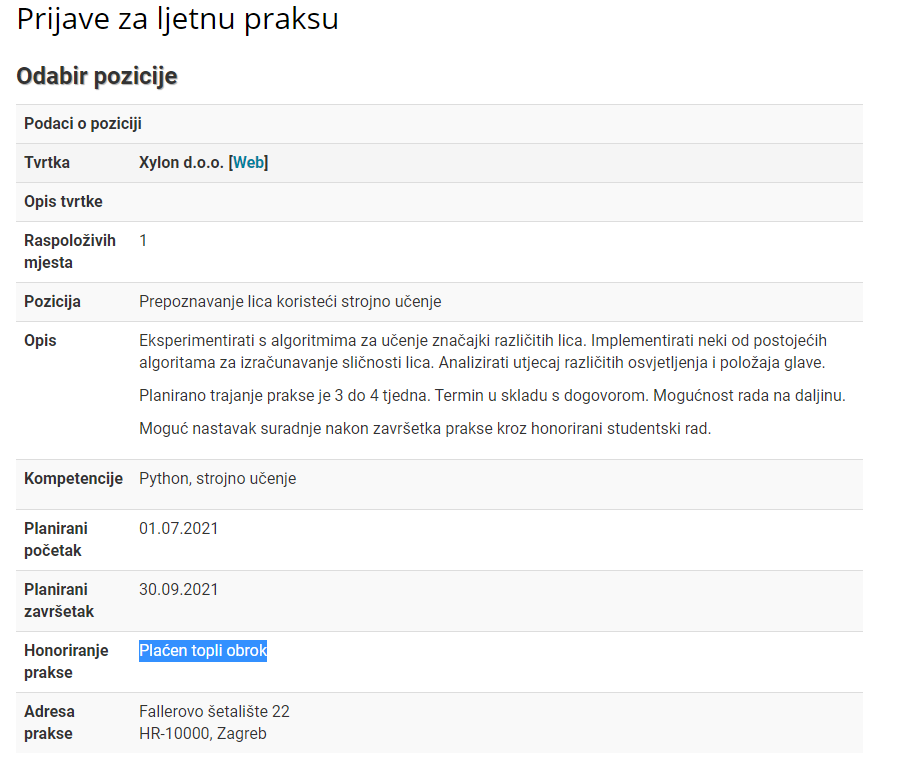 Prijave za ljetnu praksu
Odabir pozicije
Podaci o poziciji
Tvrtka Xylon d.o.o. [Web]
Opis tvrtke
Raspoloživih mjesta 1
Pozicija Prepoznavanje lica koristeći strojno učenje
Opis Eksperimentirati s algoritmima za učenje značajki različitih lica. Implementirati neki od postojećih
algoritama za izračunavanje sličnosti lica. Analizirati utjecaj različitih osvjetljenja i položaja glave.
Planirano trajanje prakse je 3 do 4 tjedna. Termin u skladu s dogovorom. Mogućnost rada na daljinu.
Moguć nastavak suradnje nakon završetka prakse kroz honorirani studentski rad.
Kompetencije Python, strojno učenje
Planirani početak 01.07.2021
Planirani završetak 30.09.2021
Honoriranje prakse Plaćen topli obrok
Adresa prakse Fallerovo šetalište 22
HR-10000, Zagreb